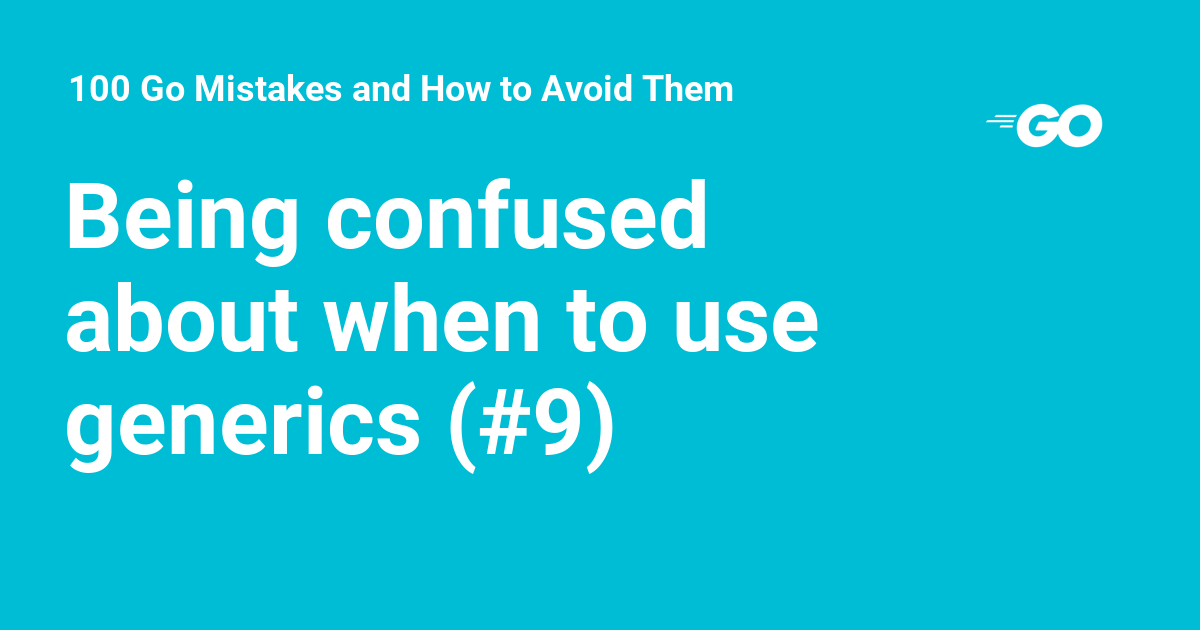 100 Go Mistakes and How to Avoid Them
GO
Being confused
about when to use
generics (#9)